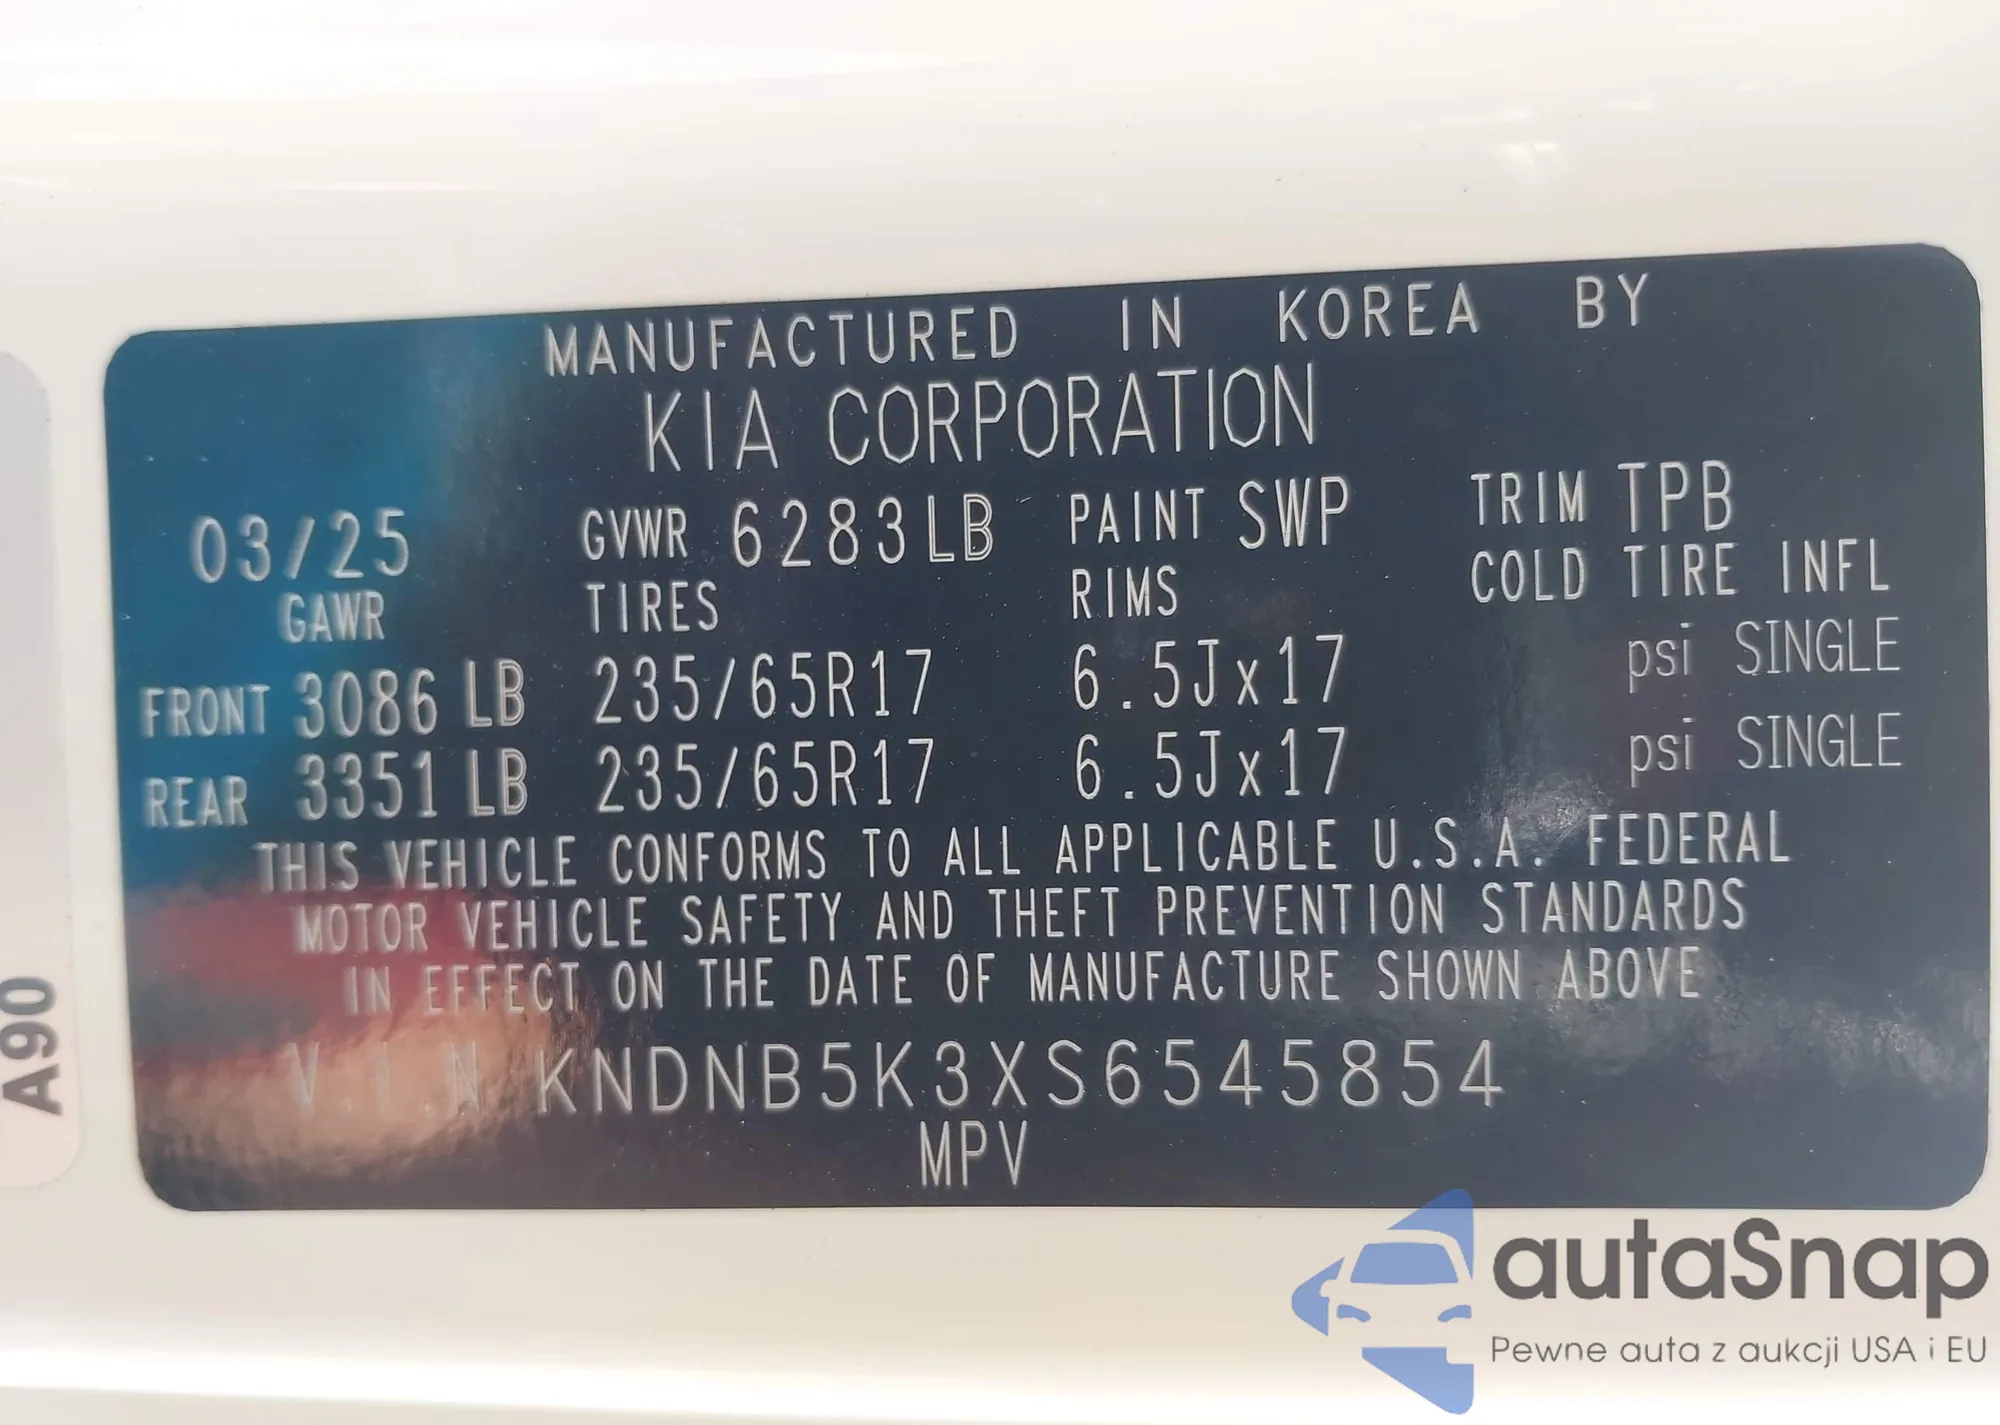 MANUFACTURED IN KOREA BY
KIA CORPORATION
03/25 GVWR 6283LB PAINT SWP TRIM TPB
GAWR TIRES RIMS COLD TIRE INFL
FRONT 3086 LB 235/65R17 6.5Jx17 psi SINGLE
REAR 3351 LB 235/65R17 6.5Jx17 psi SINGLE
THIS VEHICLE CONFORMS TO ALL APPLICABLE U.S.A. FEDERAL
MOTOR VEHICLE SAFETY AND THEFT PREVENTION STANDARDS
IN EFFECT ON THE DATE OF MANUFACTURE SHOWN ABOVE
V.I.N KNDNB5K3XS6545854
MPV
A90
autaSnap
Pewne auta z aukcji USA i EU